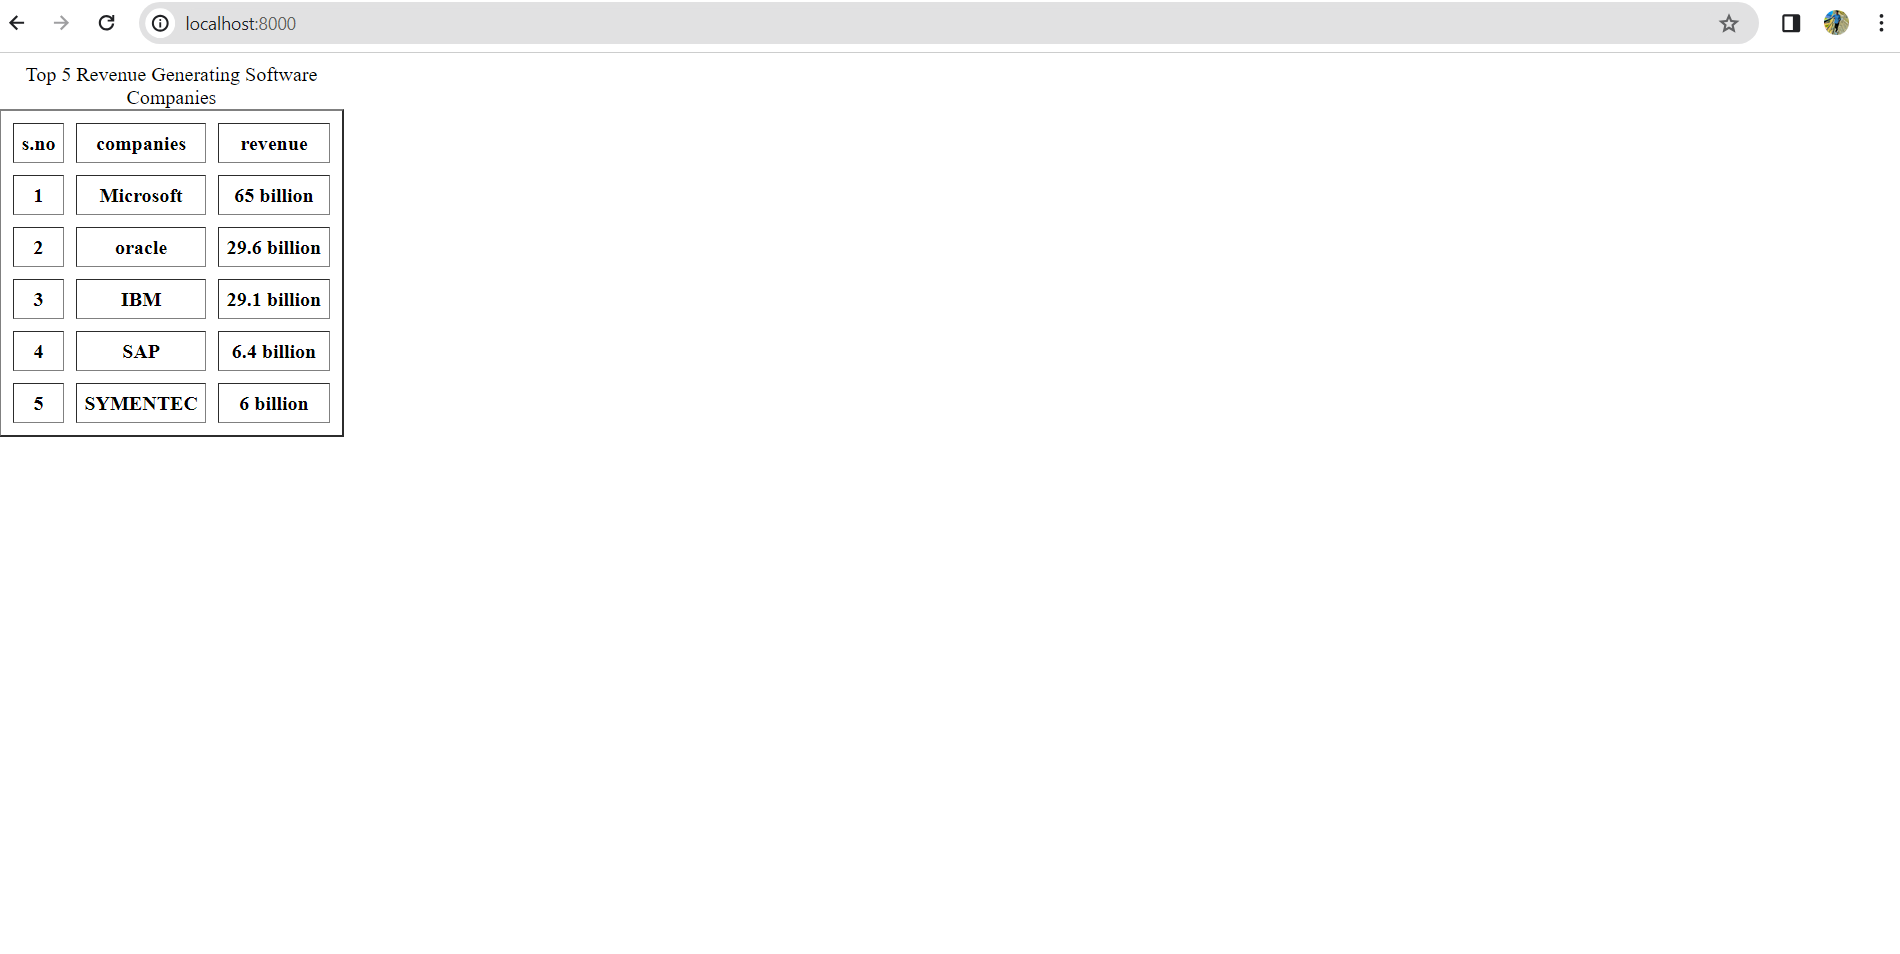 localhost:8000
Top 5 Revenue Generating Software
Companies
s.no companies revenue
1 Microsoft 65 billion
2 oracle 29.6 billion
3 IBM 29.1 billion
4 SAP 6.4 billion
5 SYMENTEC 6 billion